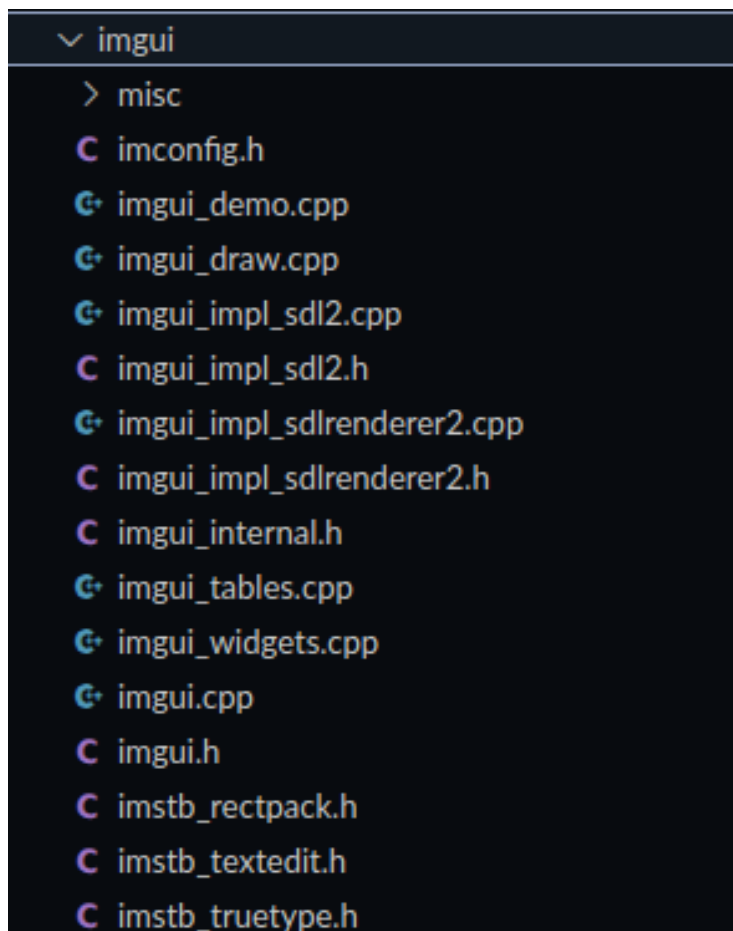 imgui
misc
imconfig.h
imgui_demo.cpp
imgui_draw.cpp
imgui_impl_sdl2.cpp
imgui_impl_sdl2.h
imgui_impl_sdlrenderer2.cpp
imgui_impl_sdlrenderer2.h
imgui_internal.h
imgui_tables.cpp
imgui_widgets.cpp
imgui.cpp
imgui.h
imstb_rectpack.h
imstb_textedit.h
imstb_truetype.h